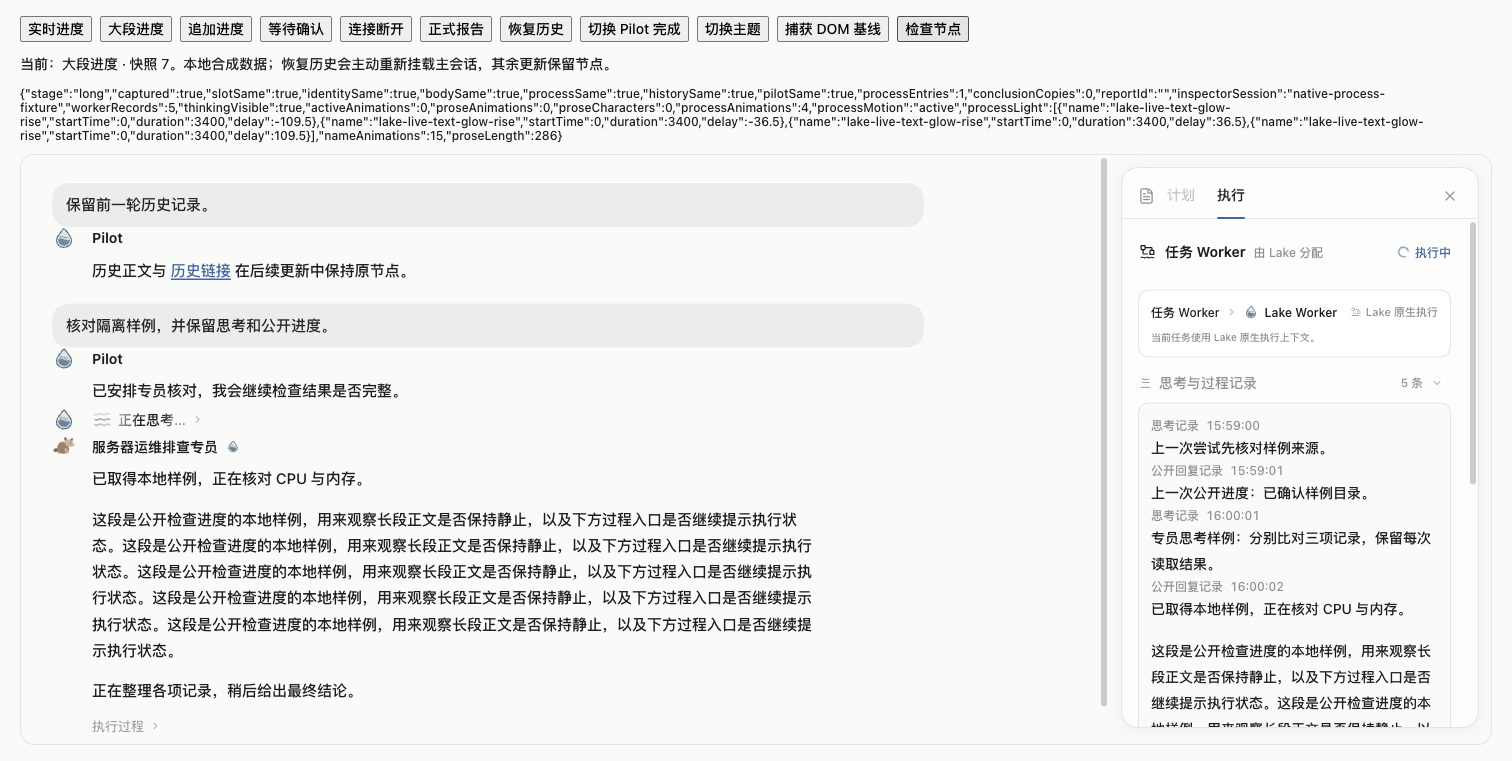 实时进度 大段进度 追加进度 等待确认 连接断开 正式报告 恢复历史 切换 Pilot 完成 切换主题 捕获 DOM 基线 检查节点
当前：大段进度 · 快照 7。本地合成数据；恢复历史会主动重新挂载主会话，其余更新保留节点。
{"stage":"long","captured":true,"slotSame":true,"identitySame":true,"bodySame":true,"processSame":true,"historySame":true,"pilotSame":true,"processEntries":1,"conclusionCopies":0,"reportId":"","inspectorSession":"native-process-
fixture","workerRecords":5,"thinkingVisible":true,"activeAnimations":0,"proseAnimations":0,"proseCharacters":0,"processAnimations":4,"processMotion":"active","processLight":[{"name":"lake-live-text-glow-
rise","startTime":0,"duration":3400,"delay":-109.5},{"name":"lake-live-text-glow-rise","startTime":0,"duration":3400,"delay":-36.5},{"name":"lake-live-text-glow-rise","startTime":0,"duration":3400,"delay":36.5},{"name":"lake-live-text-glow-
rise","startTime":0,"duration":3400,"delay":109.5}],"nameAnimations":15,"proseLength":286}
保留前一轮历史记录。
Pilot
历史正文与 历史链接 在后续更新中保持原节点。
核对隔离样例，并保留思考和公开进度。
Pilot
已安排专员核对，我会继续检查结果是否完整。
正在思考...
服务器运维排查专员
已取得本地样例，正在核对 CPU 与内存。
这段是公开检查进度的本地样例，用来观察长段正文是否保持静止，以及下方过程入口是否继续提示执行状
态。这段是公开检查进度的本地样例，用来观察长段正文是否保持静止，以及下方过程入口是否继续提示执行
状态。这段是公开检查进度的本地样例，用来观察长段正文是否保持静止，以及下方过程入口是否继续提示执
行状态。这段是公开检查进度的本地样例，用来观察长段正文是否保持静止，以及下方过程入口是否继续提示
执行状态。这段是公开检查进度的本地样例，用来观察长段正文是否保持静止，以及下方过程入口是否继续提
示执行状态。
正在整理各项记录，稍后给出最终结论。
执行过程
计划 执行
任务 Worker 由 Lake 分配 执行中
任务 Worker Lake Worker Lake 原生执行
当前任务使用 Lake 原生执行上下文。
思考与过程记录 5 条
思考记录 15:59:00
上一次尝试先核对样例来源。
公开回复记录 15:59:01
上一次公开进度：已确认样例目录。
思考记录 16:00:01
专员思考样例：分别比对三项记录，保留每次
读取结果。
公开回复记录 16:00:02
已取得本地样例，正在核对 CPU 与内存。
这段是公开检查进度的本地样例，用来观察长
段正文是否保持静止，以及下方过程入口是否
继续提示执行状态。这段是公开检查进度的本
地样例，用来观察长段正文是否保持静止，以